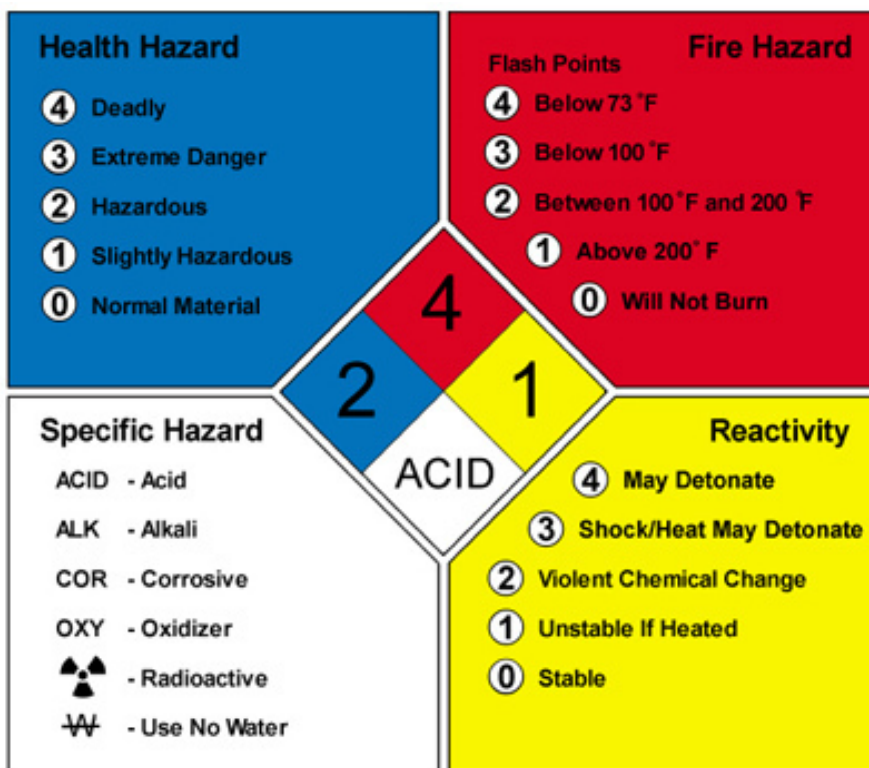 Health Hazard
4 Deadly
3 Extreme Danger
2 Hazardous
1 Slightly Hazardous
0 Normal Material
Fire Hazard
Flash Points
4 Below 73°F
3 Below 100°F
2 Between 100°F and 200°F
1 Above 200°F
0 Will Not Burn
4
2
1
ACID
Specific Hazard
ACID - Acid
ALK - Alkali
COR - Corrosive
OXY - Oxidizer
- Radioactive
W - Use No Water
Reactivity
4 May Detonate
3 Shock/Heat May Detonate
2 Violent Chemical Change
1 Unstable If Heated
0 Stable